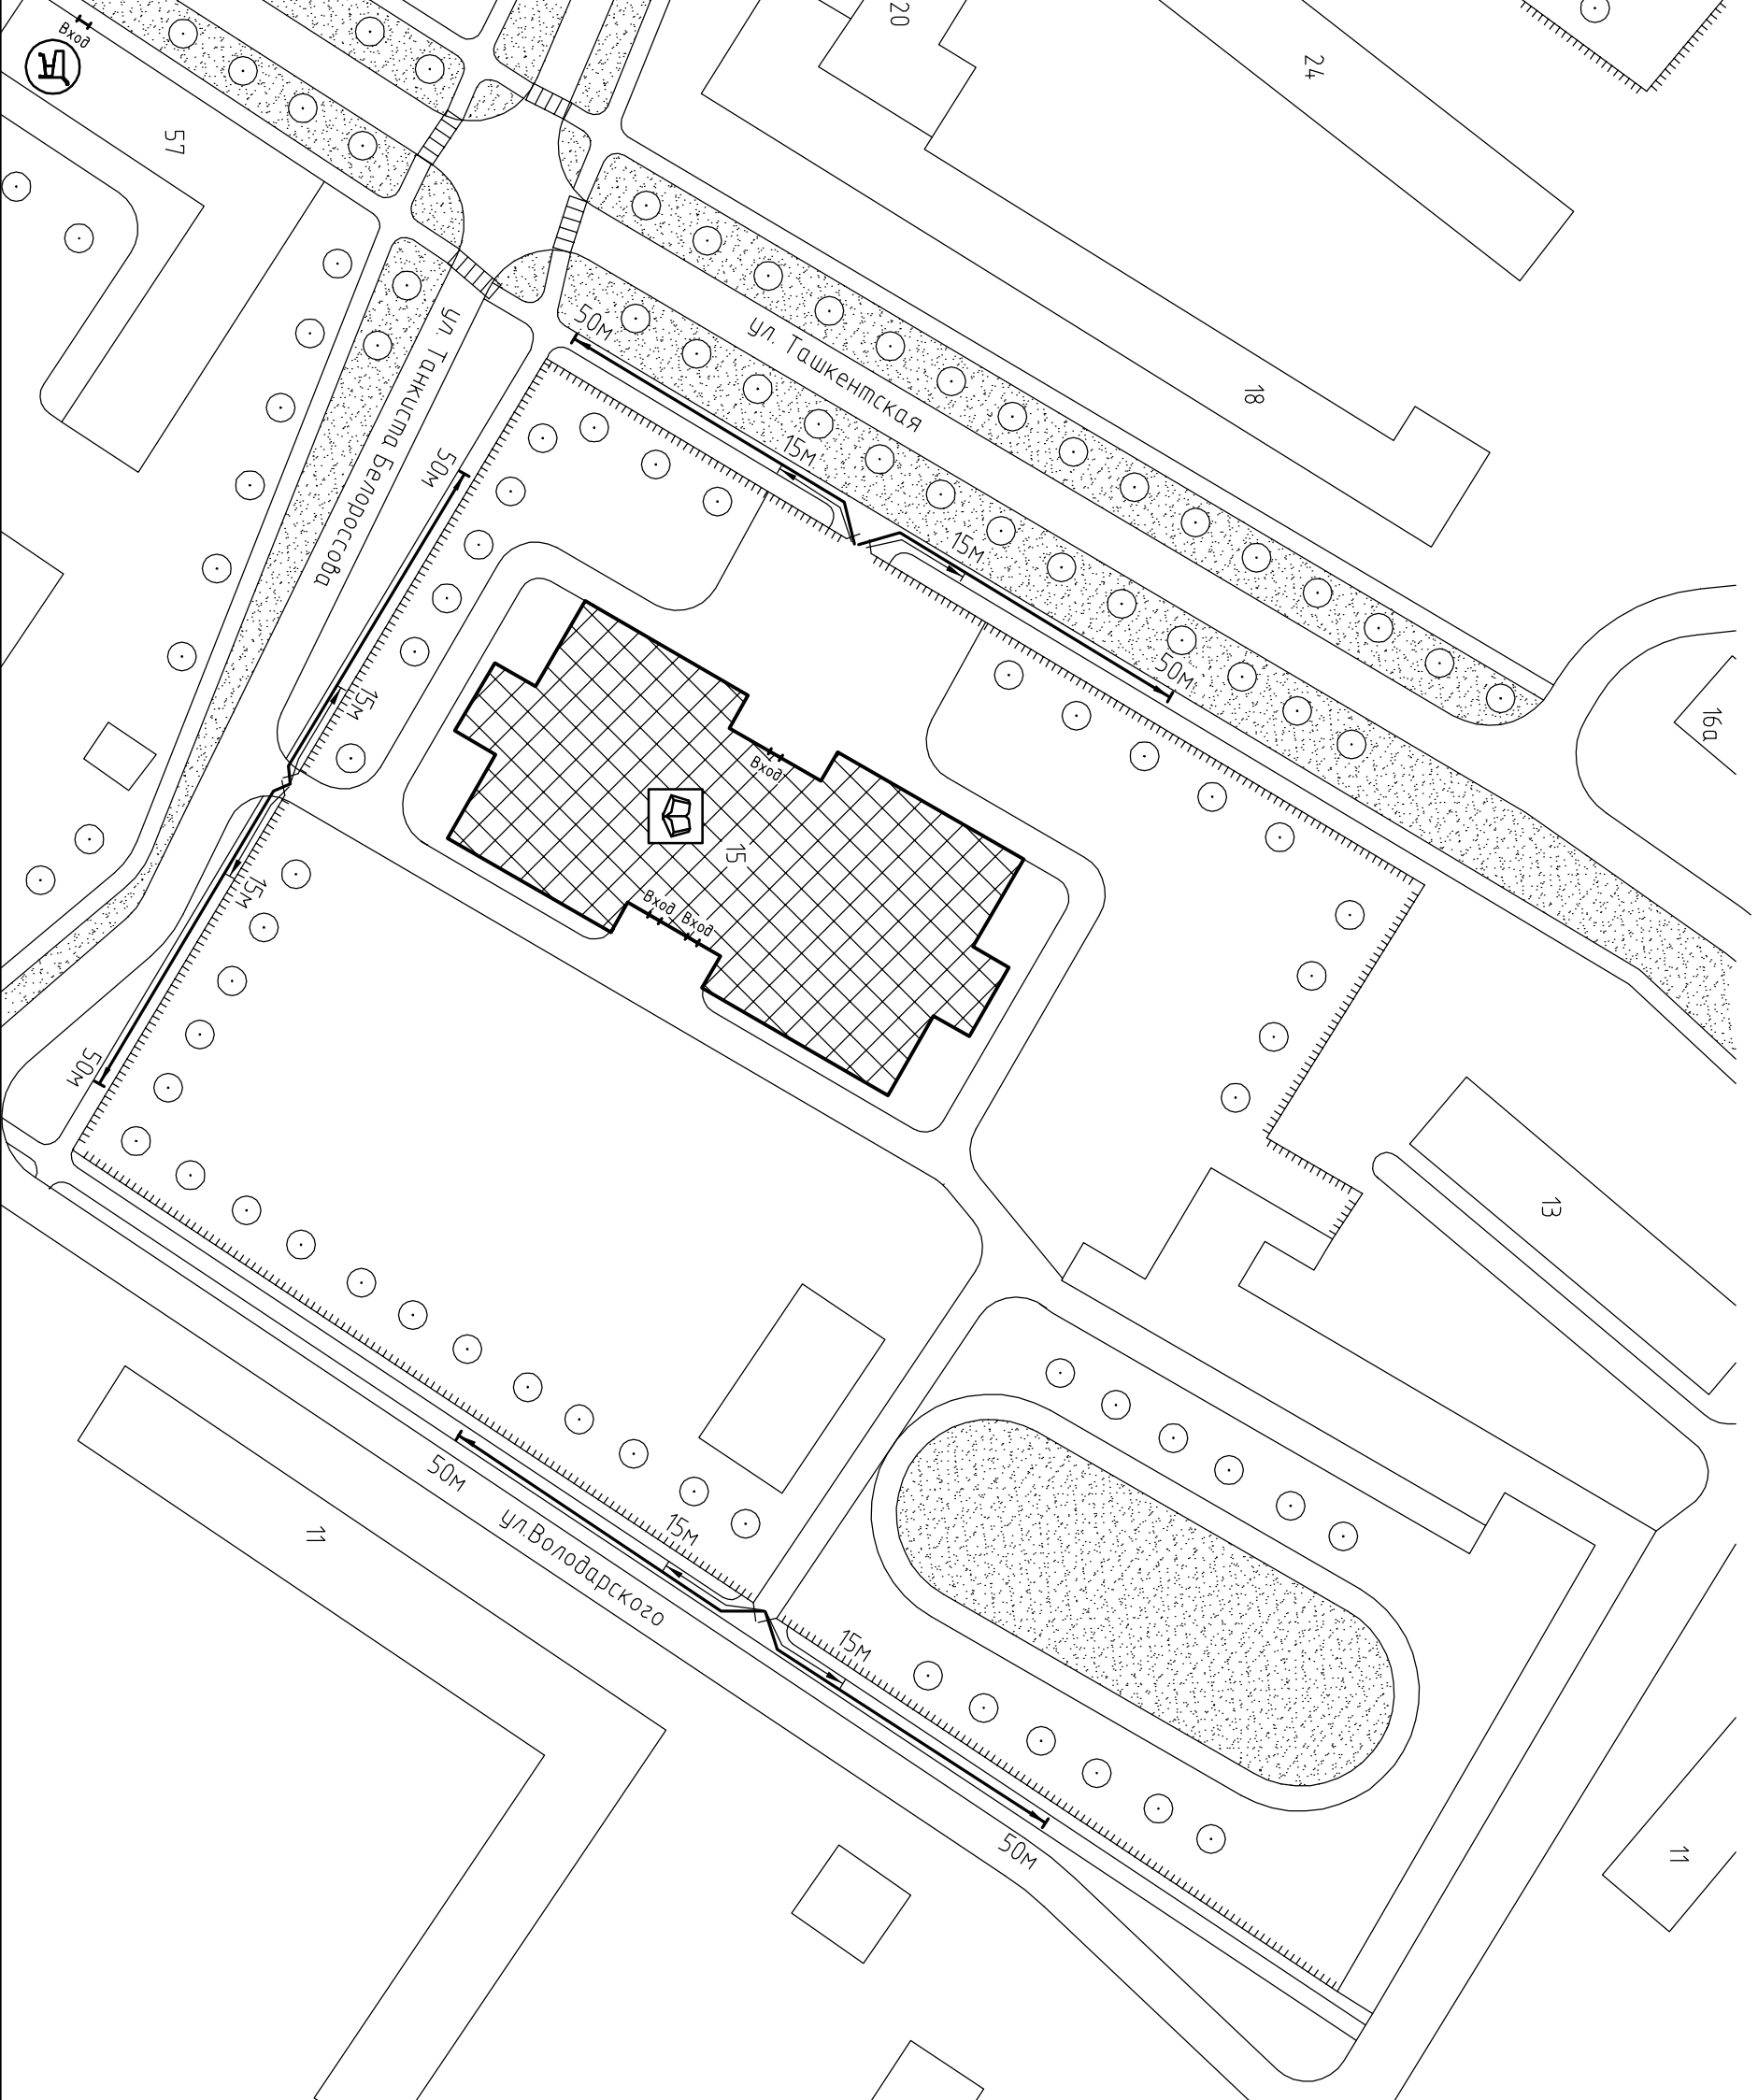 Вход
57
20
24
18
16а
ул. Ташкентская
ул. Танкиста Белороссова
50м
15м
15м
50м
50м
15м
15м
50м
Вход
15
Вход Вход
13
50м
15м
ул.Володарского
15м
50м
11
11